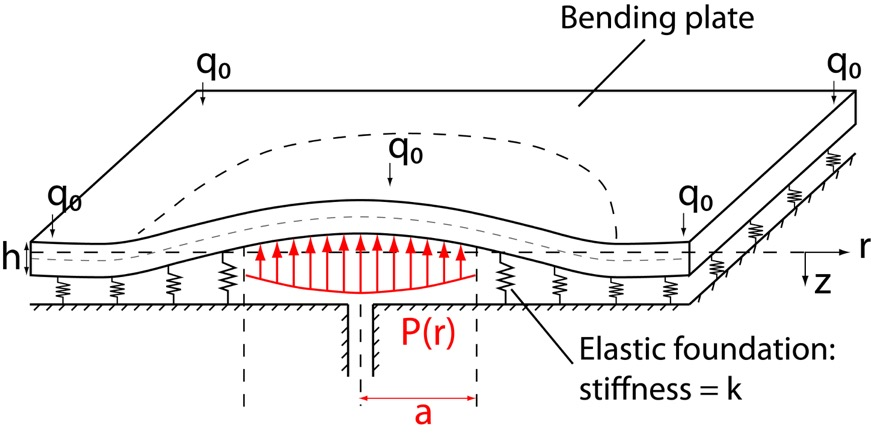 Bending plate
q₀
q₀
q₀
q₀
q₀
h
r
z
P(r)
Elastic foundation:
stiffness = k
a